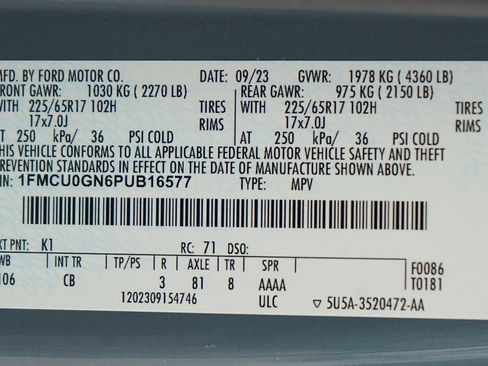 MFD. BY FORD MOTOR CO. DATE: 09/23 GVWR: 1978 KG ( 4360 LB)
FRONT GAWR: 1030 KG ( 2270 LB) REAR GAWR: 975 KG ( 2150 LB)
WITH 225/65R17 102H TIRES WITH 225/65R17 102H TIRES
17x7.0J RIMS 17x7.0J RIMS
AT 250 kPa/ 36 PSI COLD AT 250 kPa/ 36 PSI COLD
THIS VEHICLE CONFORMS TO ALL APPLICABLE FEDERAL MOTOR VEHICLE SAFETY AND THEFT
PREVENTION STANDARDS IN EFFECT ON THE DATE OF MANUFACTURE SHOWN ABOVE.
1FMCU0GN6PUB16577 TYPE: MPV
EXT PNT: K1 RC: 71 DSO:
WB INT TR TP/PS R AXLE TR SPR F0086
106 CB 3 81 8 AAAA T0181
1202309154746 ULC ▽ 5U5A-3520472-AA